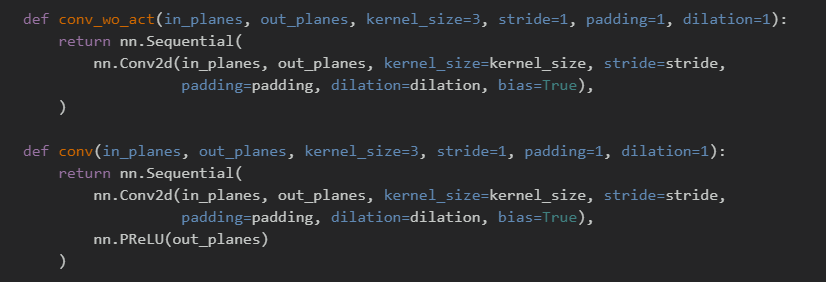 def conv_wo_act(in_planes, out_planes, kernel_size=3, stride=1, padding=1, dilation=1):
    return nn.Sequential(
        nn.Conv2d(in_planes, out_planes, kernel_size=kernel_size, stride=stride,
                  padding=padding, dilation=dilation, bias=True),
    )
def conv(in_planes, out_planes, kernel_size=3, stride=1, padding=1, dilation=1):
    return nn.Sequential(
        nn.Conv2d(in_planes, out_planes, kernel_size=kernel_size, stride=stride,
                  padding=padding, dilation=dilation, bias=True),
        nn.PReLU(out_planes)
    )